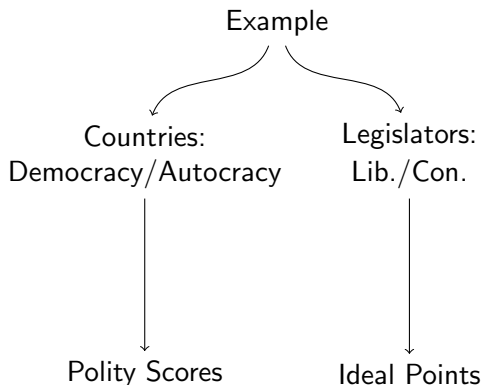 Example
Countries:
Democracy/Autocracy
Legislators:
Lib./Con.
Polity Scores
Ideal Points